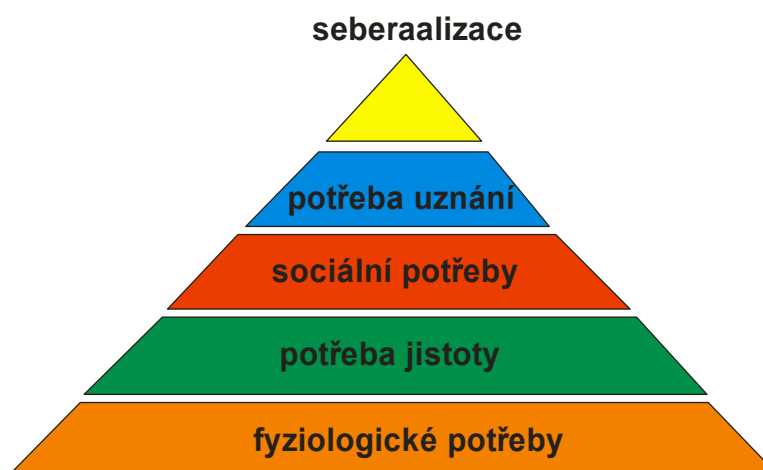 seberaalizace
potřeba uznání
sociální potřeby
potřeba jistoty
fyziologické potřeby